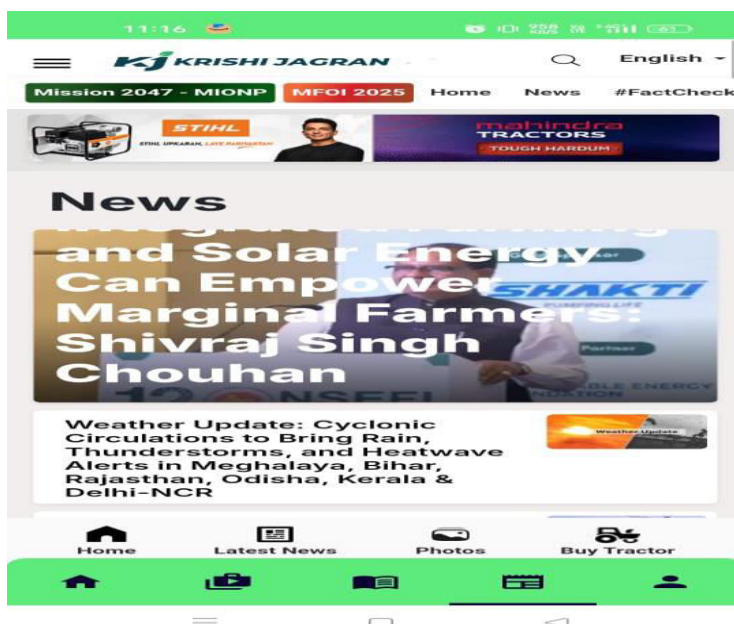 11:16
KJ KRISHI JAGRAN
English
Mission 2047 - MIONP MFOI 2025 Home News #FactCheck
STIHL
mahindra
TRACTORS
TOUGH HARDUM
News
and Solar Energy
Can Empower
Marginal Farmers:
Shivraj Singh
Chouhan
SHAKTI
PUMPING LIFE
Partner
Weather Update: Cyclonic
Circulations to Bring Rain,
Thunderstorms, and Heatwave
Alerts in Meghalaya, Bihar,
Rajasthan, Odisha, Kerala &
Delhi-NCR
Weather Update
Home Latest News Photos Buy Tractor